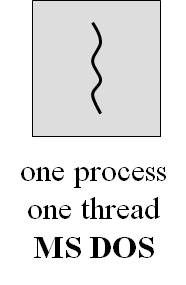 one process
one thread
MS DOS